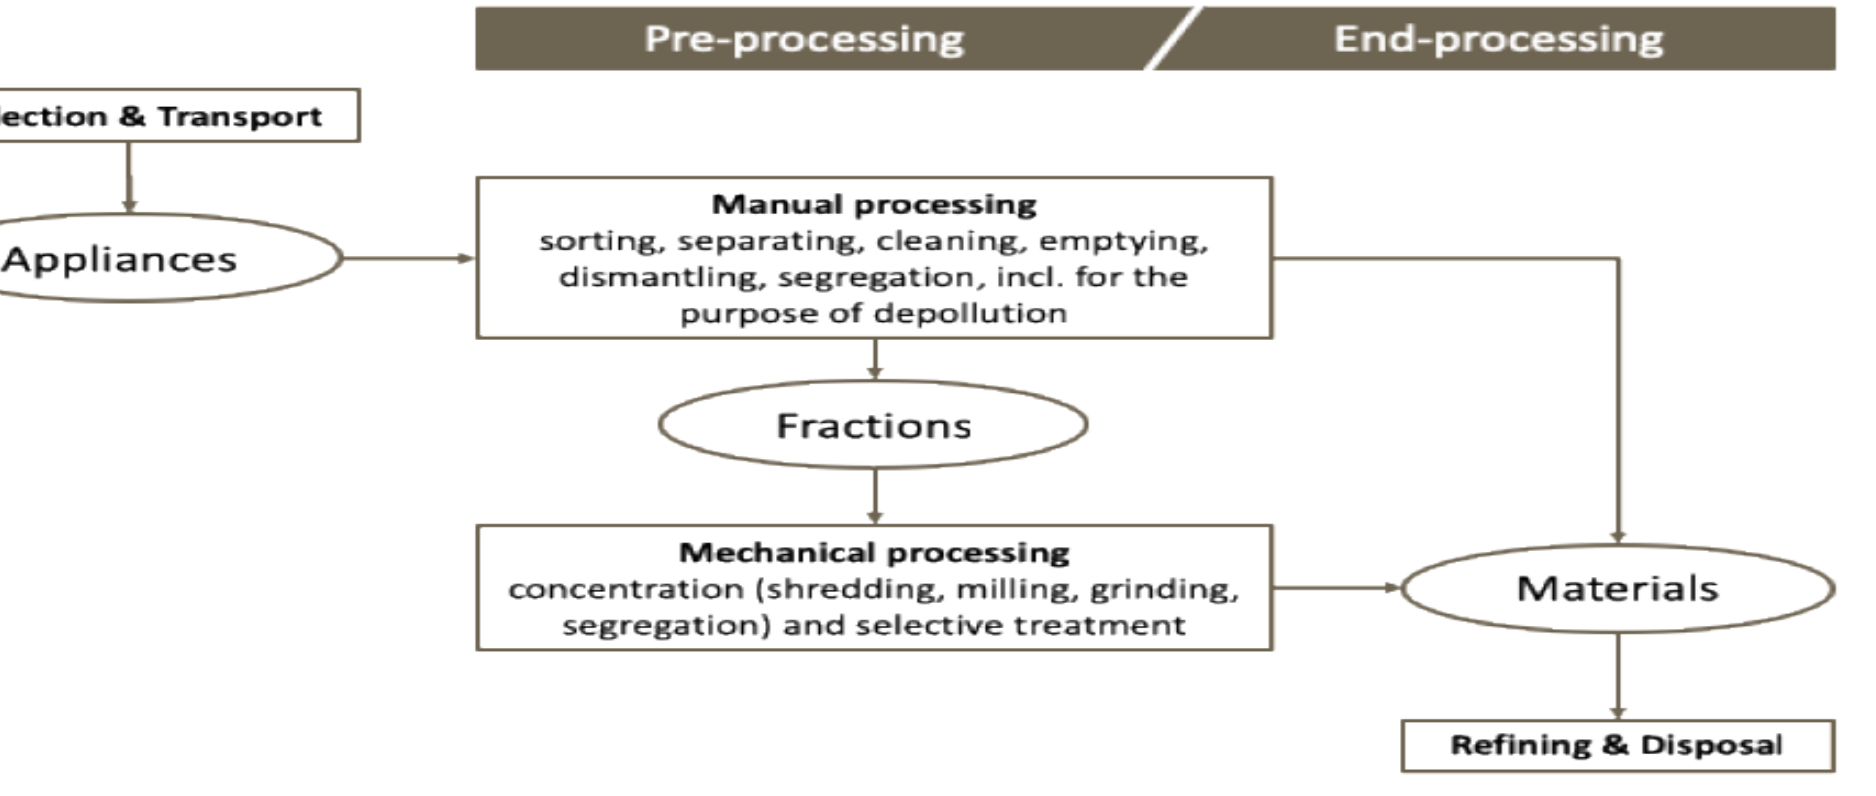 Pre-processing
End-processing
lection & Transport
Appliances
Manual processing
sorting, separating, cleaning, emptying,
dismantling, segregation, incl. for the
purpose of depollution
Fractions
Mechanical processing
concentration (shredding, milling, grinding,
segregation) and selective treatment
Materials
Refining & Disposal